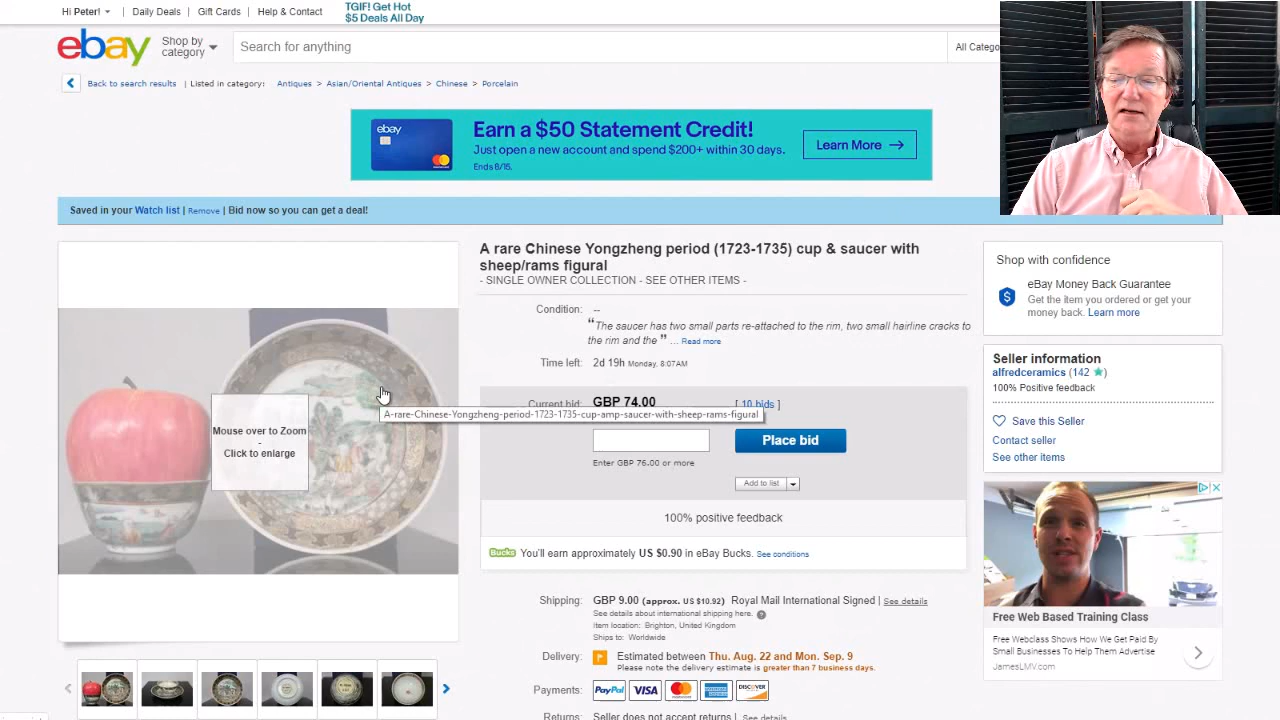 Hi Peter!
Daily Deals
Gift Cards
Help & Contact
TGIF! Get Hot
$5 Deals All Day
ebay
Shop by
category
Search for anything
All Catego
Back to search results
Listed in category:
Antiques > Asian/Oriental Antiques > Chinese > Porcelain
ebay
Earn a $50 Statement Credit!
Just open a new account and spend $200+ within 30 days.
Ends 8/15.
Learn More →
Saved in your Watch list | Remove | Bid now so you can get a deal!
A rare Chinese Yongzheng period (1723-1735) cup & saucer with
sheep/rams figural
- SINGLE OWNER COLLECTION - SEE OTHER ITEMS -
Condition: --
“The saucer has two small parts re-attached to the rim, two small hairline cracks to
the rim and the ” ... Read more
Time left: 2d 19h Monday, 8:07AM
Current bid: GBP 74.00 [ 10 bids ]
A-rare-Chinese-Yongzheng-period-1723-1735-cup-amp-saucer-with-sheep-rams-figural
Mouse over to Zoom
-
Click to enlarge
Place bid
Enter GBP 76.00 or more
Add to list
100% positive feedback
Bucks You'll earn approximately US $0.90 in eBay Bucks. See conditions
Shipping: GBP 9.00 (approx. US $10.92) Royal Mail International Signed | See details
See details about international shipping here.
Item location: Brighton, United Kingdom
Ships to: Worldwide
Delivery: Estimated between Thu. Aug. 22 and Mon. Sep. 9
Please note the delivery estimate is greater than 7 business days.
Payments: PayPal VISA MasterCard DISCOVER
Returns: Seller does not accept returns | See details
Shop with confidence
eBay Money Back Guarantee
Get the item you ordered or get your
money back. Learn more
Seller information
alfredceramics (142 ★)
100% Positive feedback
Save this Seller
Contact seller
See other items
Free Web Based Training Class
Free Webclass Shows How We Get Paid By
Small Businesses To Help Them Advertise
JamesLMV.com